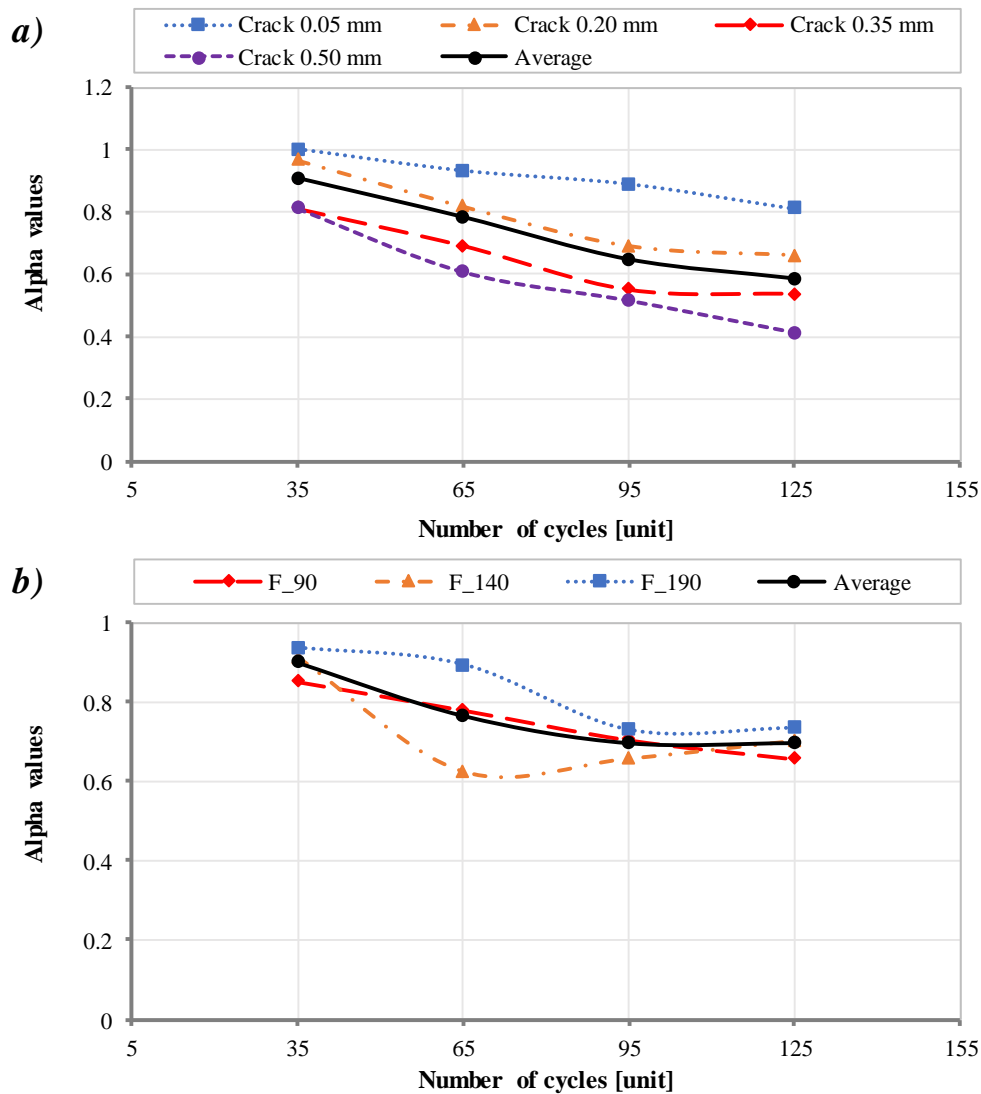 a)
Crack 0.05 mm Crack 0.20 mm Crack 0.35 mm
Crack 0.50 mm Average
1.2
1
0.8
0.6
0.4
0.2
0
Alpha values
5 35 65 95 125 155
Number of cycles [unit]
b)
F_90 F_140 F_190 Average
1
0.8
0.6
0.4
0.2
0
Alpha values
5 35 65 95 125 155
Number of cycles [unit]